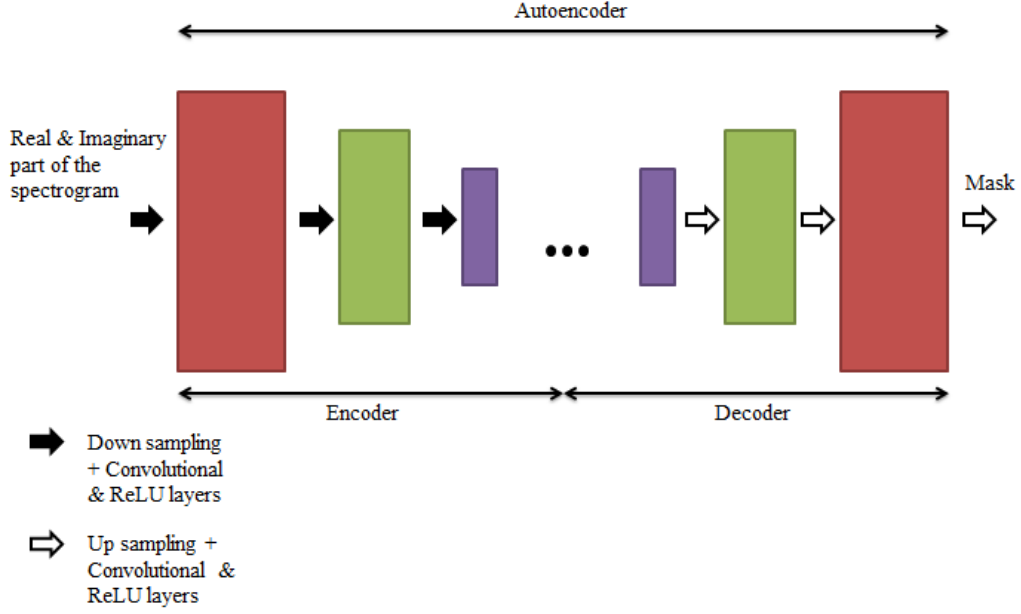 Autoencoder
Real & Imaginary
part of the
spectrogram
Mask
Encoder
Decoder
Down sampling
+ Convolutional
& ReLU layers
Up sampling +
Convolutional &
ReLU layers